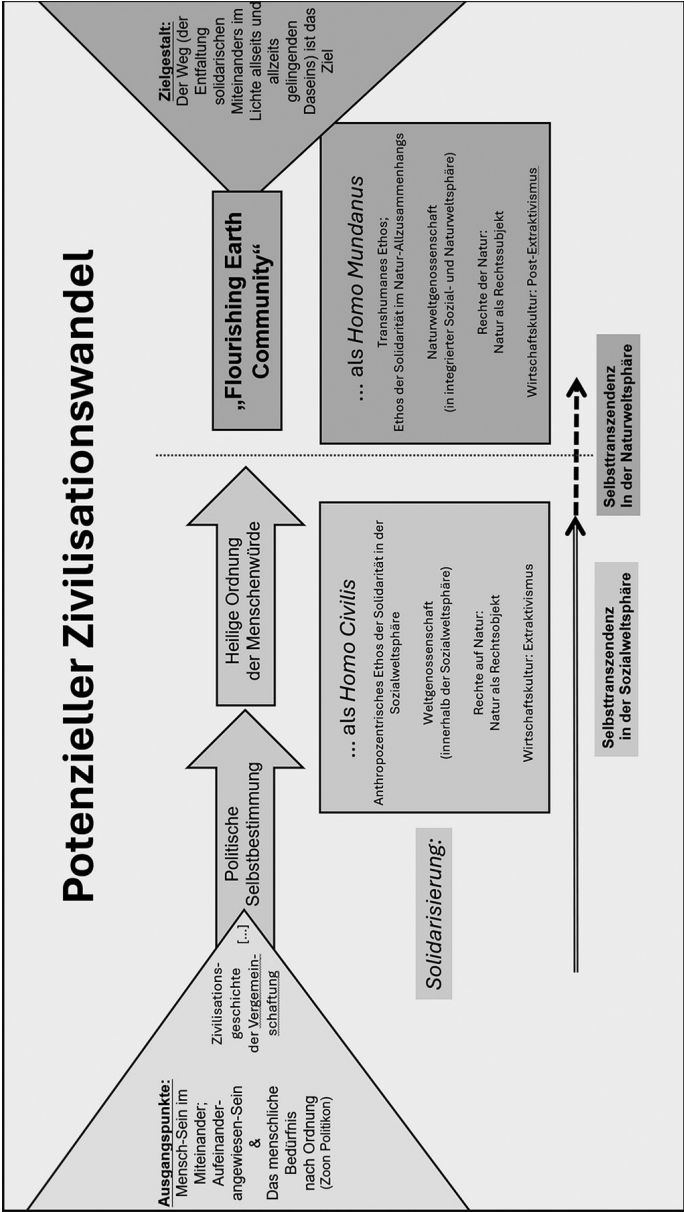 Potenzieller Zivilisationswandel
Ausgangspunkte:
Mensch-Sein im
Miteinander;
Aufeinander-
angewiesen-Sein
&
Das menschliche
Bedürfnis
nach Ordnung
(Zoon Politikon)
Zivilisations-
geschichte
der Vergemein-
schaftung
[...]
Politische
Selbstbestimmung
Heilige Ordnung
der Menschenwürde
„Flourishing Earth
Community“
Zielgestalt:
Der Weg (der
Entfaltung
solidarischen
Miteinanders im
Lichte allseits und
allzeits
gelingenden
Daseins) ist das
Ziel
Solidarisierung:
... als Homo Civilis
Anthropozentrisches Ethos der Solidarität in der
Sozialweltsphäre
Weltgenossenschaft
(innerhalb der Sozialweltsphäre)
Rechte auf Natur:
Natur als Rechtsobjekt
Wirtschaftskultur: Extraktivismus
... als Homo Mundanus
Transhumanes Ethos;
Ethos der Solidarität im Natur-Allzusammenhangs
Naturweltgenossenschaft
(in integrierter Sozial- und Naturweltsphäre)
Rechte der Natur:
Natur als Rechtssubjekt
Wirtschaftskultur: Post-Extraktivismus
Selbsttranszendenz
in der Sozialweltsphäre
Selbsttranszendenz
In der Naturweltsphäre